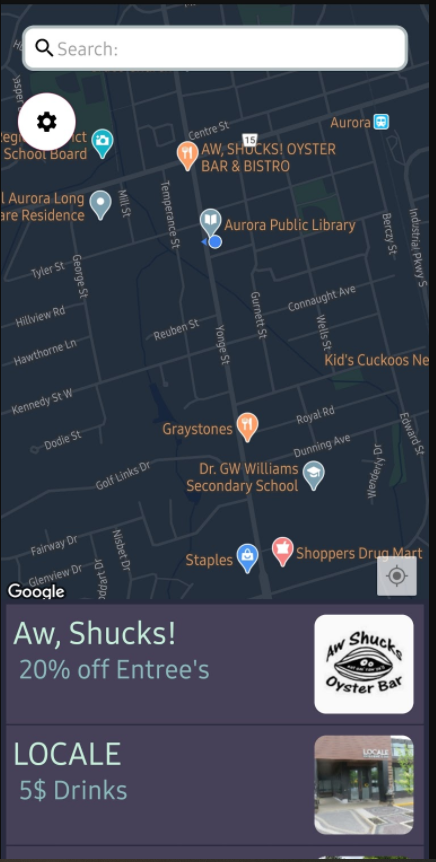 Search:
Centre St
15
Aurora
School Board
AW, SHUCKS! OYSTER
BAR & BISTRO
Aurora Long
Residence
Mill St
Temperance St
Aurora Public Library
Berczy St
Industrial Pkwy S
Tyler St
George St
Connaught Ave
Hillview Rd
Reuben St
Yonge St
Gurnett St
Wells St
Hawthorne Ln
Kid's Cuckoos Ne
Kennedy St W
Graystones
Royal Rd
Edward St
Dodie St
Dunning Ave
Golf Links Dr
Dr. GW Williams
Secondary School
Wenderly Dr
Fairway Dr
Nisbet Dr
Staples
Shoppers Drug Mart
Glenview Dr
Google
Aw, Shucks!
20% off Entree's
Aw Shucks
Oyster Bar
LOCALE
5$ Drinks
LOCALE